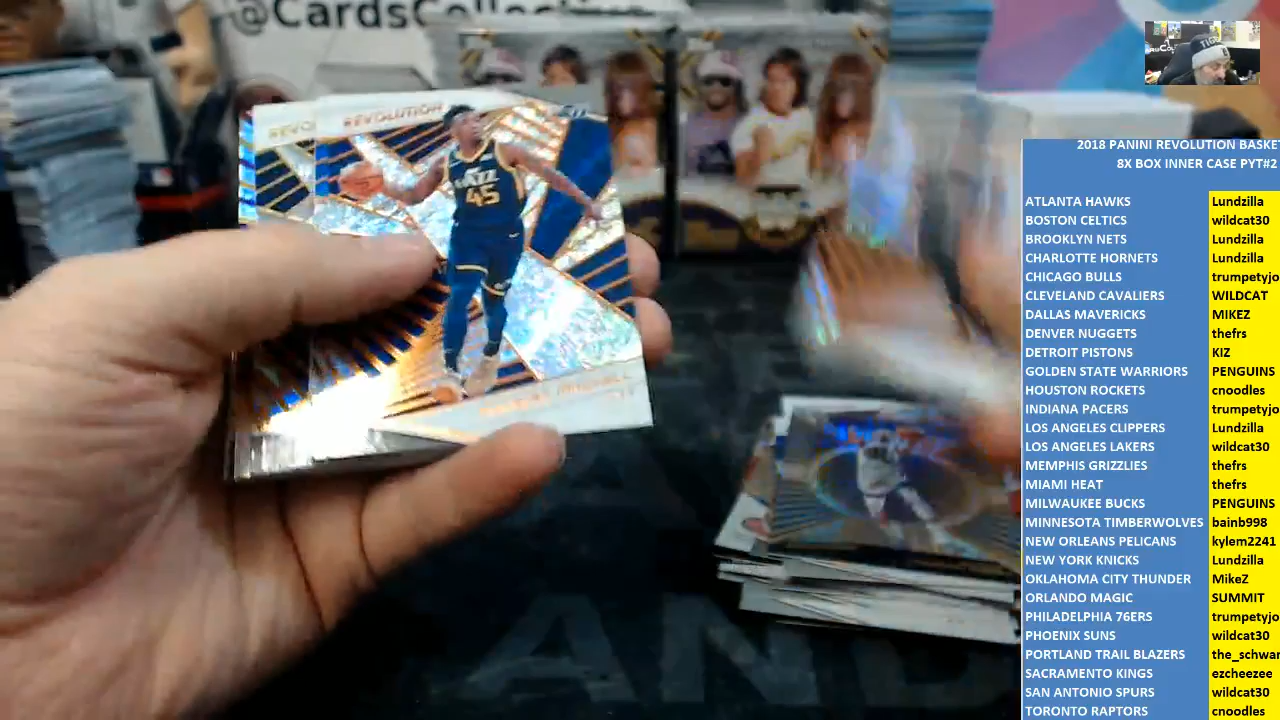 @CardsCollec
REVO
REVOLUTION
JAZZ
45
2018 PANINI REVOLUTION BASKE
8X BOX INNER CASE PYT#2
ATLANTA HAWKS Lundzilla
BOSTON CELTICS wildcat30
BROOKLYN NETS Lundzilla
CHARLOTTE HORNETS Lundzilla
CHICAGO BULLS trumpetyjo
CLEVELAND CAVALIERS WILDCAT
DALLAS MAVERICKS MIKEZ
DENVER NUGGETS thefrs
DETROIT PISTONS KIZ
GOLDEN STATE WARRIORS PENGUINS
HOUSTON ROCKETS cnoodles
INDIANA PACERS trumpetyjo
LOS ANGELES CLIPPERS Lundzilla
LOS ANGELES LAKERS wildcat30
MEMPHIS GRIZZLIES thefrs
MIAMI HEAT thefrs
MILWAUKEE BUCKS PENGUINS
MINNESOTA TIMBERWOLVES bainb998
NEW ORLEANS PELICANS kylem2241
NEW YORK KNICKS Lundzilla
OKLAHOMA CITY THUNDER MikeZ
ORLANDO MAGIC SUMMIT
PHILADELPHIA 76ERS trumpetyjo
PHOENIX SUNS wildcat30
PORTLAND TRAIL BLAZERS the_schwar
SACRAMENTO KINGS ezcheezee
SAN ANTONIO SPURS wildcat30
TORONTO RAPTORS cnoodles